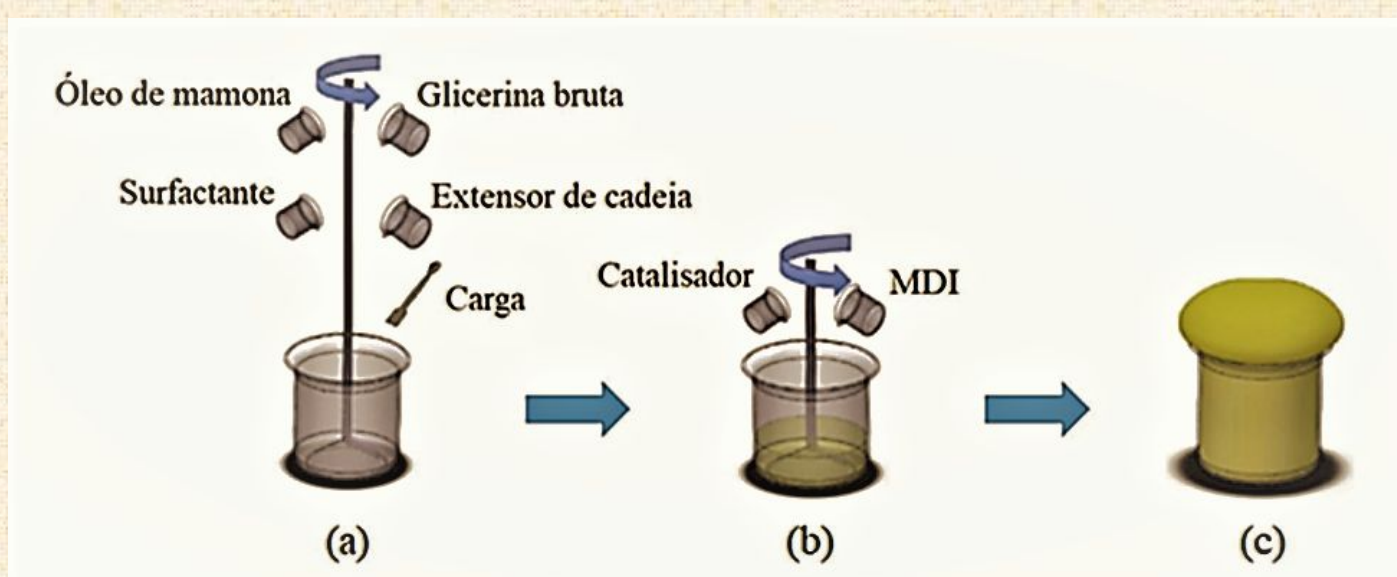 Óleo de mamona
Glicerina bruta
Surfactante
Extensor de cadeia
Carga
Catalisador
MDI
(a)
(b)
(c)